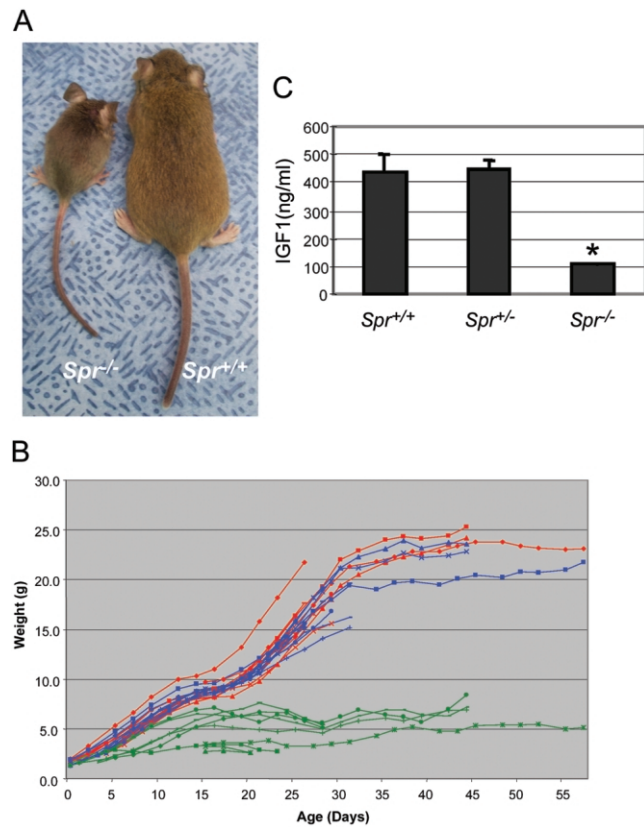 A
Spr-/-
Spr+/+
C
IGF1(ng/ml)
600
500
400
300
200
100
0
*
Spr+/+
Spr+/-
Spr-/-
B
Weight (g)
30.0
25.0
20.0
15.0
10.0
5.0
0.0
0 5 10 15 20 25 30 35 40 45 50 55
Age (Days)